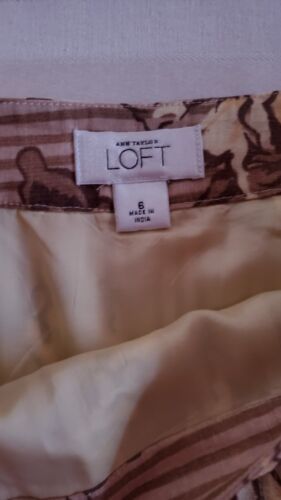 ANN TAYLOR
LOFT
6
MADE IN
INDIA